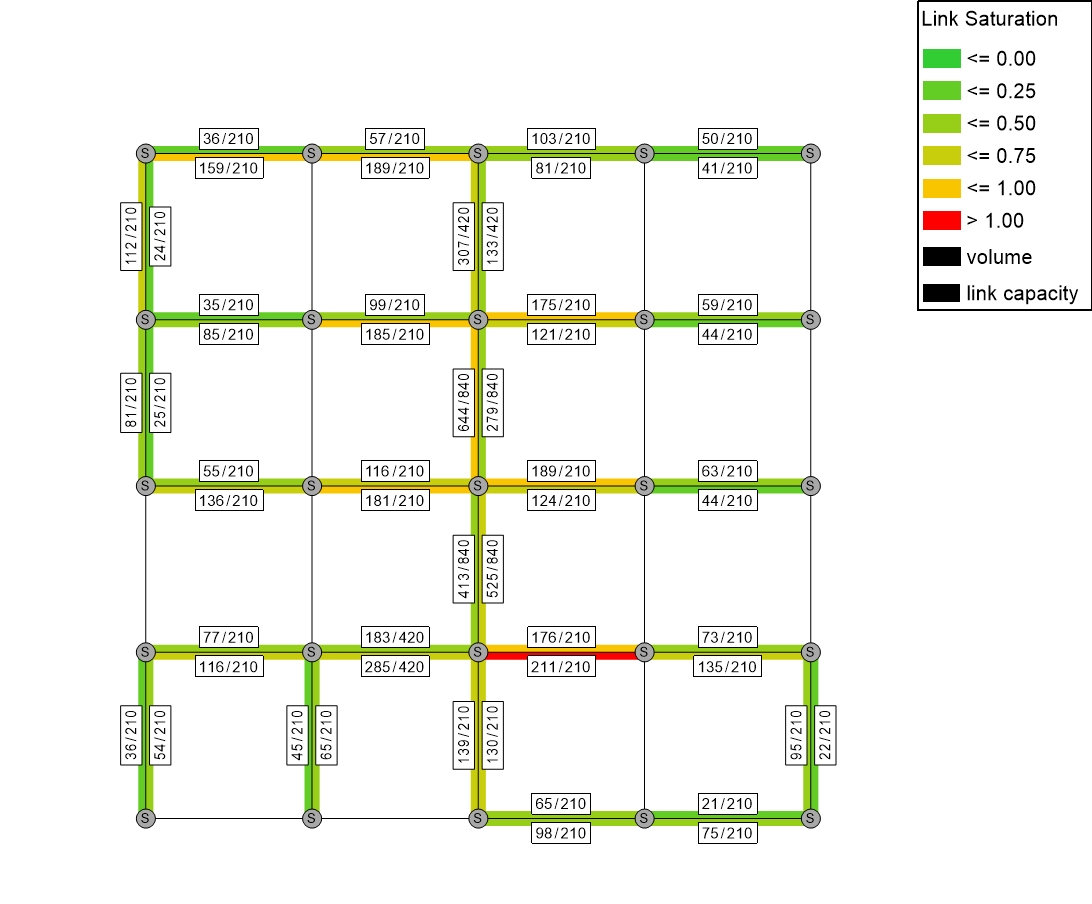 Link Saturation
<= 0.00
<= 0.25
<= 0.50
<= 0.75
<= 1.00
> 1.00
volume
link capacity
36/210
57/210
103/210
50/210
S
S
S
S
S
159/210
189/210
81/210
41/210
112/210
24/210
307/420
133/420
35/210
99/210
175/210
59/210
S
S
S
S
S
85/210
185/210
121/210
44/210
81/210
25/210
644/840
279/840
55/210
116/210
189/210
63/210
S
S
S
S
S
136/210
181/210
124/210
44/210
413/840
525/840
77/210
183/420
176/210
73/210
S
S
S
S
S
116/210
285/420
211/210
135/210
36/210
54/210
45/210
65/210
139/210
130/210
95/210
22/210
65/210
21/210
S
S
S
S
S
98/210
75/210